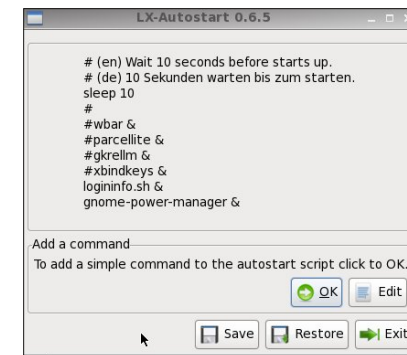 LX-Autostart 0.6.5
# (en) Wait 10 seconds before starts up.
# (de) 10 Sekunden warten bis zum starten.
sleep 10
#
#wbar &
#parcellite &
#gkrellm &
#xbindkeys &
logininfo.sh &
gnome-power-manager &
Add a command
To add a simple command to the autostart script click to OK.
OK Edit
Save Restore Exit